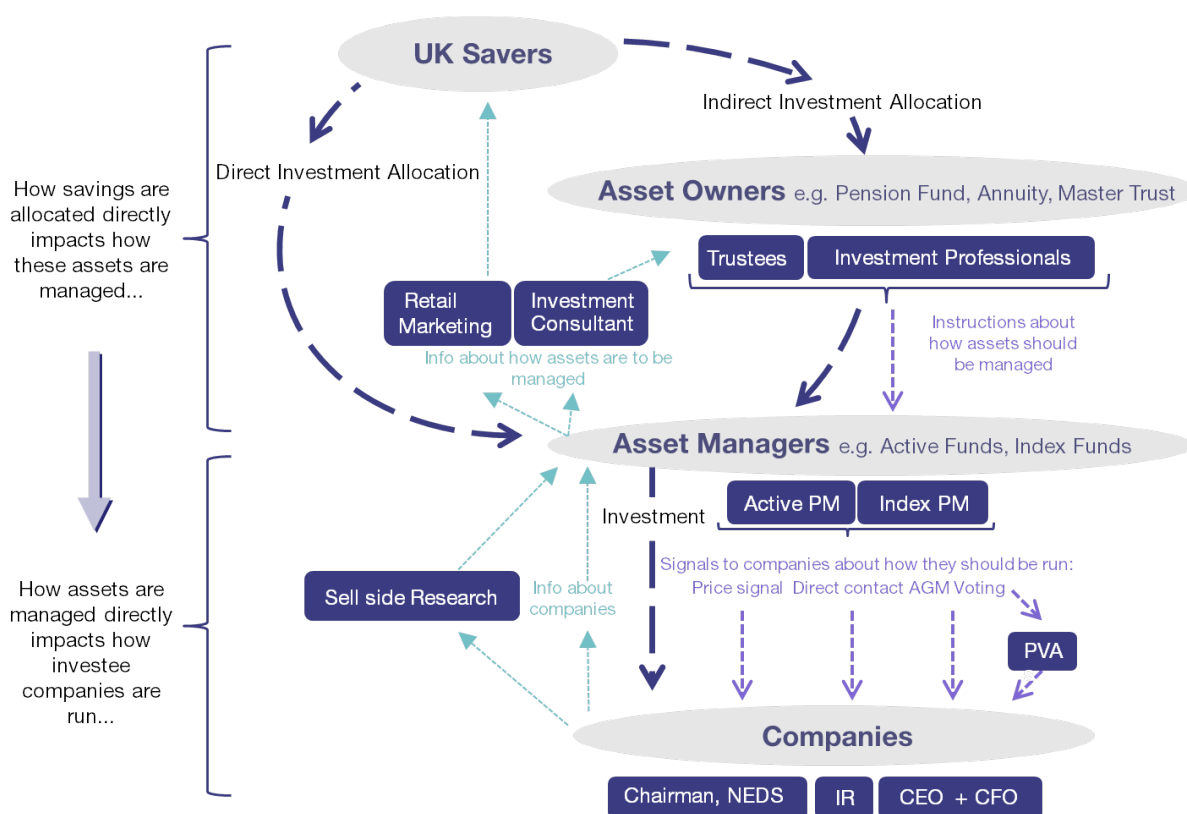 UK Savers
Indirect Investment Allocation
Direct Investment Allocation
How savings are
allocated directly
impacts how
these assets are
managed...
Asset Owners e.g. Pension Fund, Annuity, Master Trust
Trustees
Investment Professionals
Retail
Marketing
Investment
Consultant
Info about how assets are to be
managed
Instructions about
how assets should
be managed
Asset Managers e.g. Active Funds, Index Funds
Active PM
Index PM
Investment
How assets are
managed directly
impacts how
investee
companies are
run...
Sell side Research
Info about
companies
Signals to companies about how they should be run:
Price signal Direct contact AGM Voting
PVA
Companies
Chairman, NEDS
IR
CEO + CFO